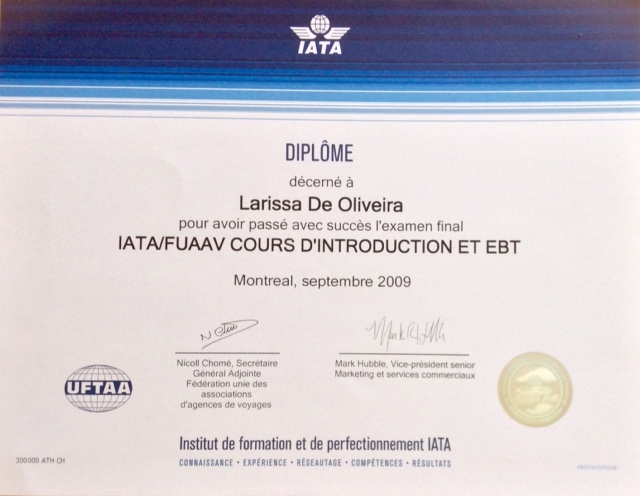 IATA
DIPLÔME
décerné à
Larissa De Oliveira
pour avoir passé avec succès l'examen final
IATA/FUAAV COURS D'INTRODUCTION ET EBT
Montreal, septembre 2009
Nicoll Chomé, Secrétaire
Général Adjointe
Fédération unie des
associations
d'agences de voyages
Mark Hubble, Vice-président senior
Marketing et services commerciaux
UFTAA
Institut de formation et de perfectionnement IATA
CONNAISSANCE • EXPÉRIENCE • RÉSEAUTAGE • COMPÉTENCES • RÉSULTATS
300000 ATH CH